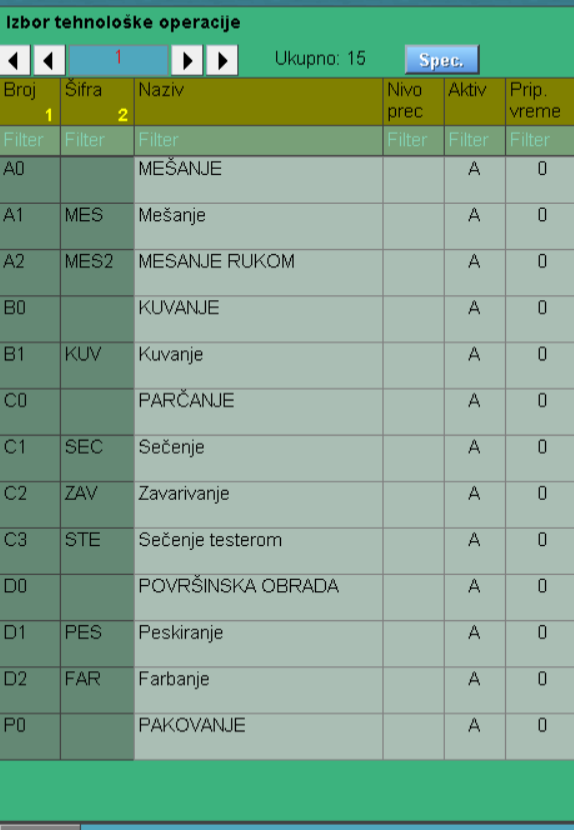 Izbor tehnološke operacije
1 Ukupno: 15 Spec.
Broj Šifra Naziv Nivo prec Aktiv Prip. vreme
1 2
Filter Filter Filter Filter Filter Filter
A0 MEŠANJE A 0
A1 MES Mešanje A 0
A2 MES2 MESANJE RUKOM A 0
B0 KUVANJE A 0
B1 KUV Kuvanje A 0
C0 PARČANJE A 0
C1 SEC Sečenje A 0
C2 ZAV Zavarivanje A 0
C3 STE Sečenje testerom A 0
D0 POVRŠINSKA OBRADA A 0
D1 PES Peskiranje A 0
D2 FAR Farbanje A 0
P0 PAKOVANJE A 0